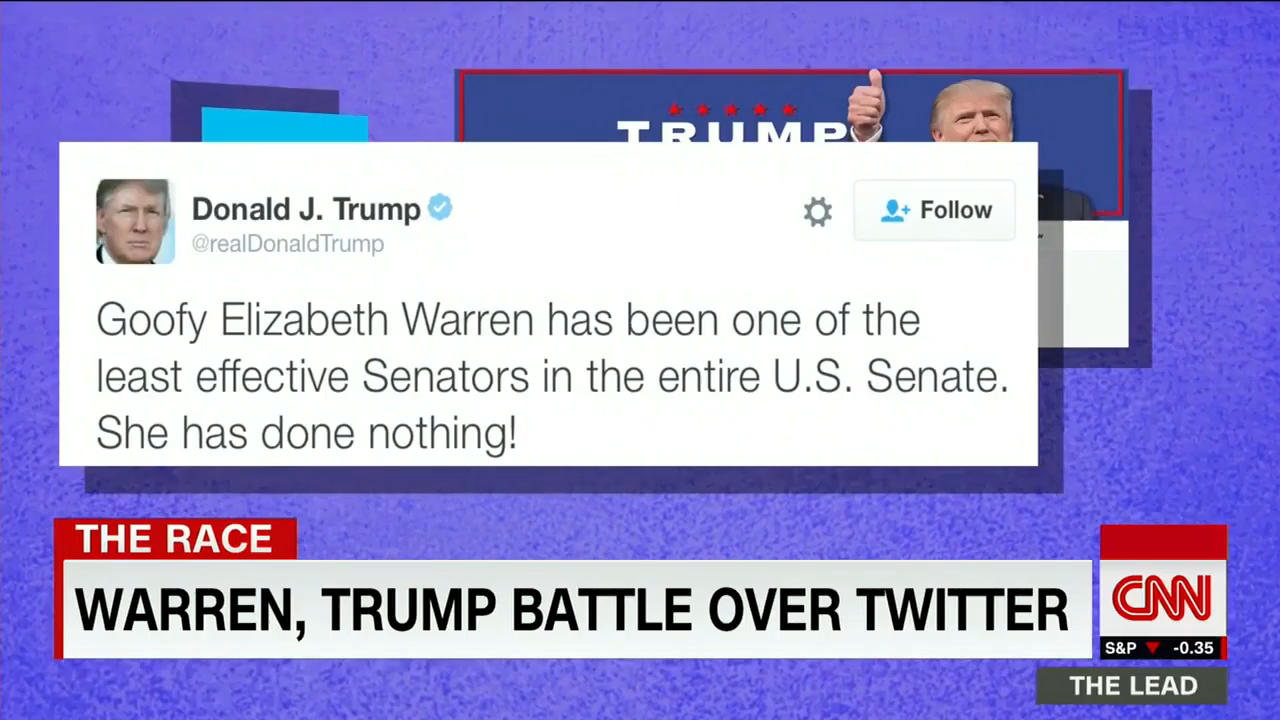 TRUMP
Donald J. Trump
@realDonaldTrump
Follow
Goofy Elizabeth Warren has been one of the
least effective Senators in the entire U.S. Senate.
She has done nothing!
THE RACE
WARREN, TRUMP BATTLE OVER TWITTER
CNN
S&P -0.35
THE LEAD